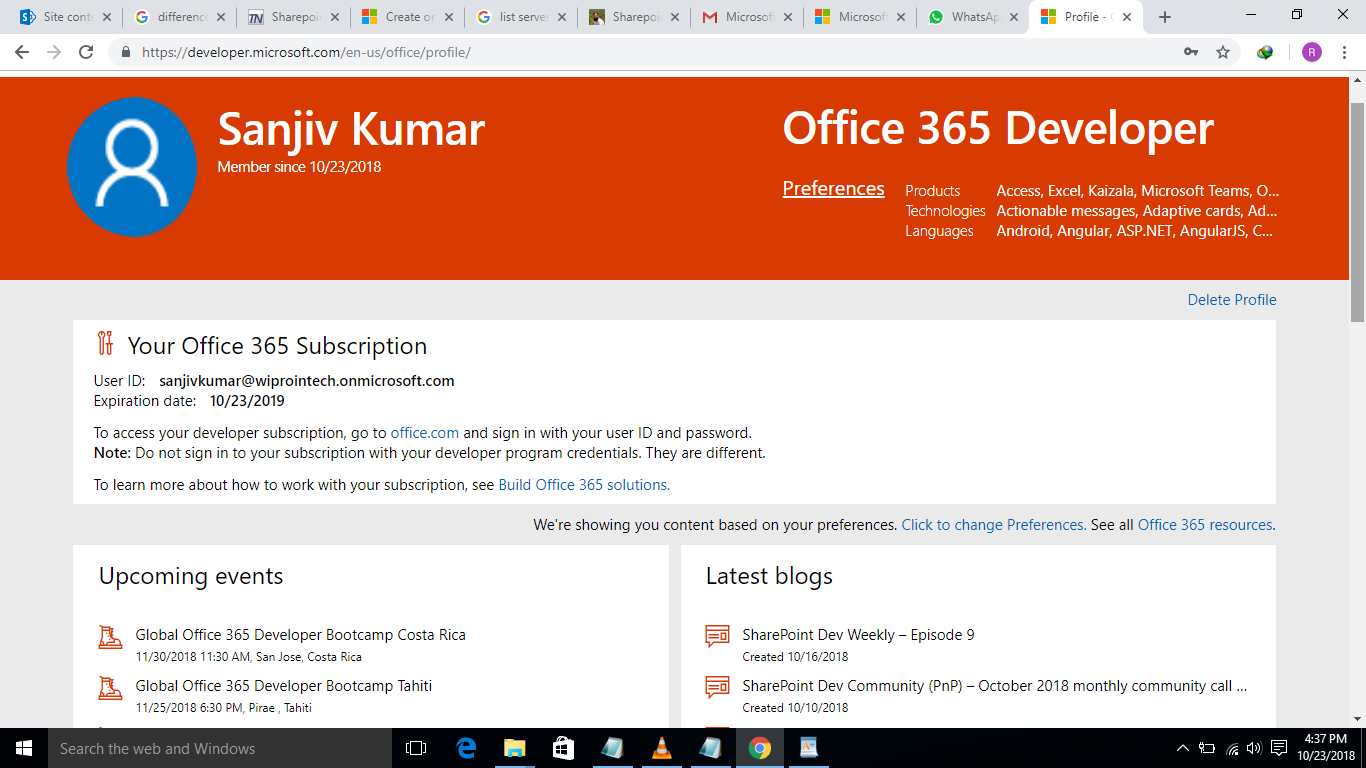 Site conte
difference
TN
Sharepoin
Create or
list server
Sharepoin
Microsoft
Microsoft
WhatsApp
Profile - O
https://developer.microsoft.com/en-us/office/profile/
R
Sanjiv Kumar
Member since 10/23/2018
Office 365 Developer
Preferences
Products Access, Excel, Kaizala, Microsoft Teams, O...
Technologies Actionable messages, Adaptive cards, Ad...
Languages Android, Angular, ASP.NET, AngularJS, C...
Delete Profile
Your Office 365 Subscription
User ID: sanjivkumar@wiprointech.onmicrosoft.com
Expiration date: 10/23/2019
To access your developer subscription, go to office.com and sign in with your user ID and password.
Note: Do not sign in to your subscription with your developer program credentials. They are different.
To learn more about how to work with your subscription, see Build Office 365 solutions.
We're showing you content based on your preferences. Click to change Preferences. See all Office 365 resources.
Upcoming events
Global Office 365 Developer Bootcamp Costa Rica
11/30/2018 11:30 AM, San Jose, Costa Rica
Global Office 365 Developer Bootcamp Tahiti
11/25/2018 6:30 PM, Pirae , Tahiti
Latest blogs
SharePoint Dev Weekly – Episode 9
Created 10/16/2018
SharePoint Dev Community (PnP) – October 2018 monthly community call ...
Created 10/10/2018
Search the web and Windows
4:37 PM
10/23/2018